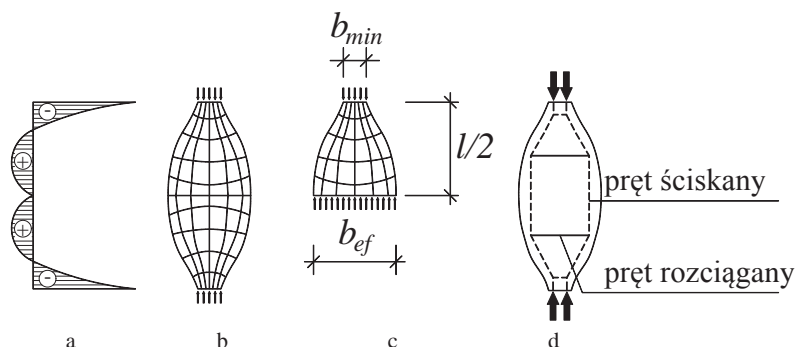 b_min
l/2
b_ef
pręt ściskany
pręt rozciągany
-
+
+
-
a b c d